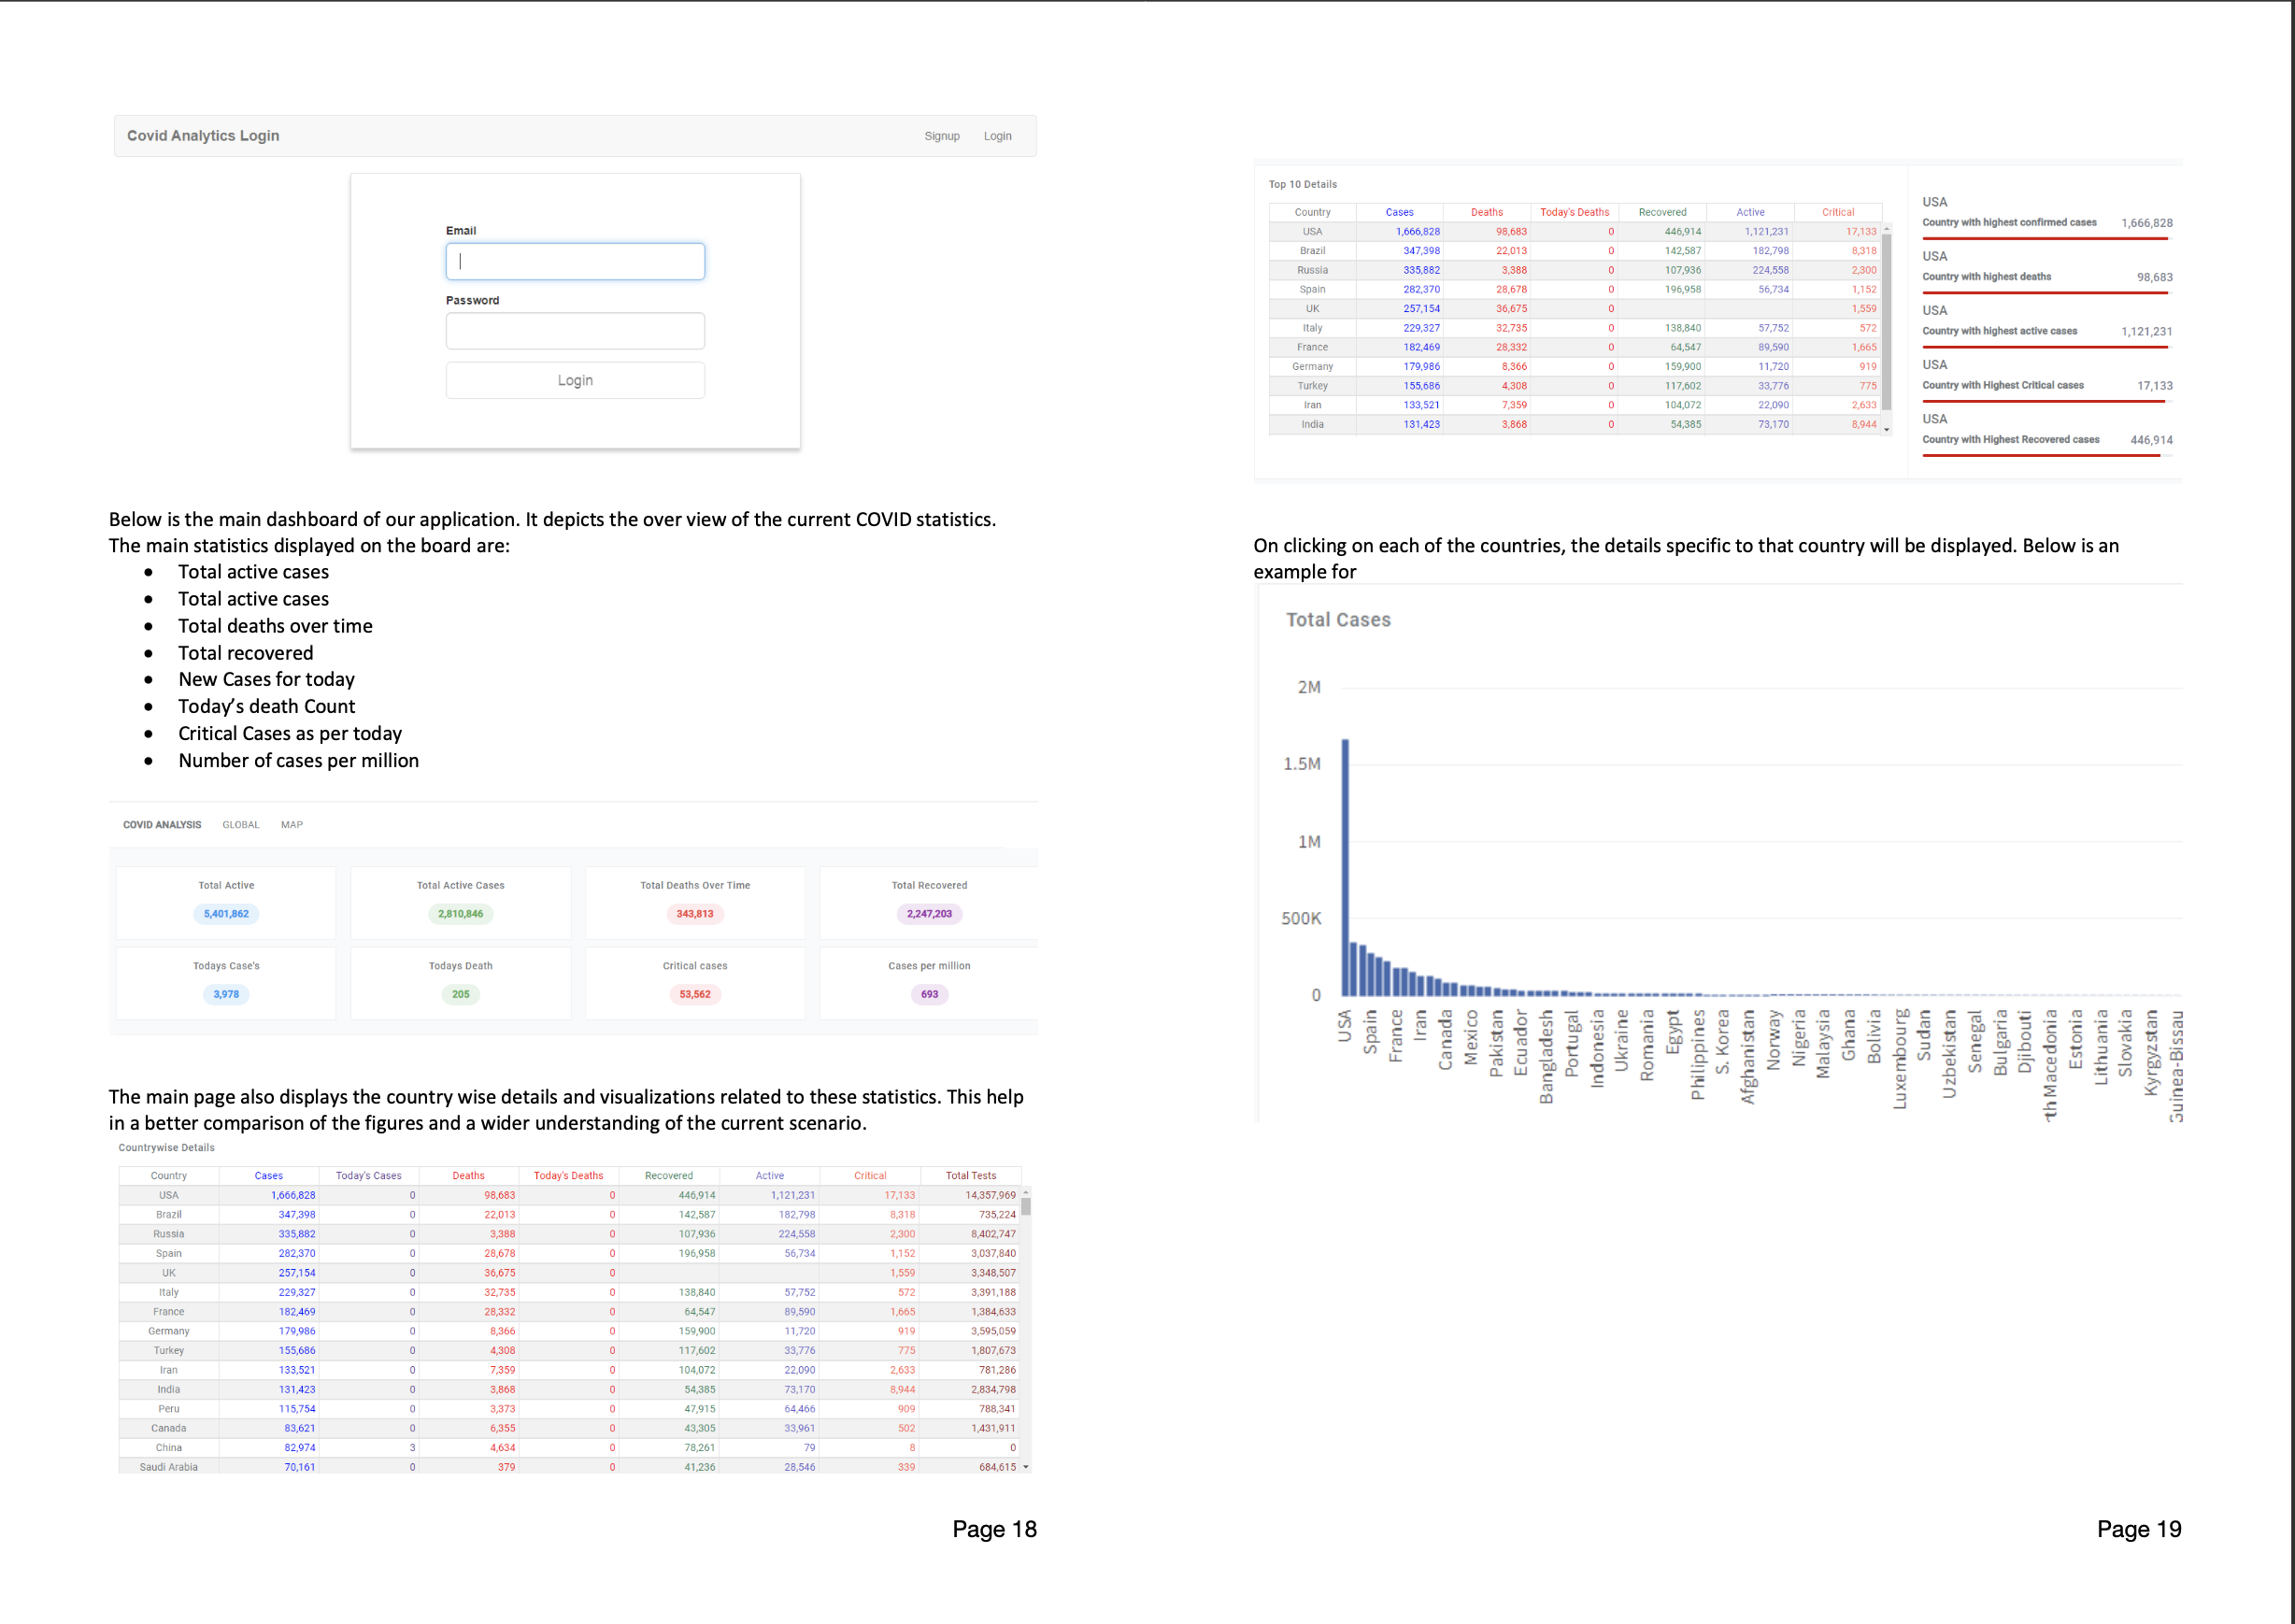 Covid Analytics Login Signup Login
Email
Password
Login
Below is the main dashboard of our application. It depicts the over view of the current COVID statistics.
The main statistics displayed on the board are:
• Total active cases
• Total active cases
• Total deaths over time
• Total recovered
• New Cases for today
• Today’s death Count
• Critical Cases as per today
• Number of cases per million
COVID ANALYSIS GLOBAL MAP
Total Active Total Active Cases Total Deaths Over Time Total Recovered
5,401,862 2,810,846 343,813 2,247,203
Todays Case's Todays Death Critical cases Cases per million
3,978 205 53,562 693
The main page also displays the country wise details and visualizations related to these statistics. This help
in a better comparison of the figures and a wider understanding of the current scenario.
Countrywise Details
Country Cases Today's Cases Deaths Today's Deaths Recovered Active Critical Total Tests
USA 1,666,828 0 98,683 0 446,914 1,121,231 17,133 14,357,969
Brazil 347,398 0 22,013 0 142,587 182,798 8,318 735,224
Russia 335,882 0 3,388 0 107,936 224,558 2,300 8,402,747
Spain 282,370 0 28,678 0 196,958 56,734 1,152 3,037,840
UK 257,154 0 36,675 0 1,559 3,348,507
Italy 229,327 0 32,735 0 138,840 57,752 572 3,391,188
France 182,469 0 28,332 0 64,547 89,590 1,665 1,384,633
Germany 179,986 0 8,366 0 159,900 11,720 919 3,595,059
Turkey 155,686 0 4,308 0 117,602 33,776 775 1,807,673
Iran 133,521 0 7,359 0 104,072 22,090 2,633 781,286
India 131,423 0 3,868 0 54,385 73,170 8,944 2,834,798
Peru 115,754 0 3,373 0 47,915 64,466 909 788,341
Canada 83,621 0 6,355 0 43,305 33,961 502 1,431,911
China 82,974 3 4,634 0 78,261 79 8 0
Saudi Arabia 70,161 0 379 0 41,236 28,546 339 684,615
Page 18
Top 10 Details
Country Cases Deaths Today's Deaths Recovered Active Critical
USA 1,666,828 98,683 0 446,914 1,121,231 17,133
Brazil 347,398 22,013 0 142,587 182,798 8,318
Russia 335,882 3,388 0 107,936 224,558 2,300
Spain 282,370 28,678 0 196,958 56,734 1,152
UK 257,154 36,675 0 1,559
Italy 229,327 32,735 0 138,840 57,752 572
France 182,469 28,332 0 64,547 89,590 1,665
Germany 179,986 8,366 0 159,900 11,720 919
Turkey 155,686 4,308 0 117,602 33,776 775
Iran 133,521 7,359 0 104,072 22,090 2,633
India 131,423 3,868 0 54,385 73,170 8,944
USA
Country with highest confirmed cases 1,666,828
USA
Country with highest deaths 98,683
USA
Country with highest active cases 1,121,231
USA
Country with Highest Critical cases 17,133
USA
Country with Highest Recovered cases 446,914
On clicking on each of the countries, the details specific to that country will be displayed. Below is an
example for
Total Cases
2M
1.5M
1M
500K
0
USA
Spain
France
Iran
Canada
Mexico
Pakistan
Ecuador
Bangladesh
Portugal
Indonesia
Ukraine
Romania
Egypt
Philippines
S. Korea
Afghanistan
Norway
Nigeria
Malaysia
Ghana
Bolivia
Luxembourg
Sudan
Uzbekistan
Senegal
Bulgaria
Djibouti
rth Macedonia
Estonia
Lithuania
Slovakia
Kyrgyzstan
Guinea-Bissau
Page 19